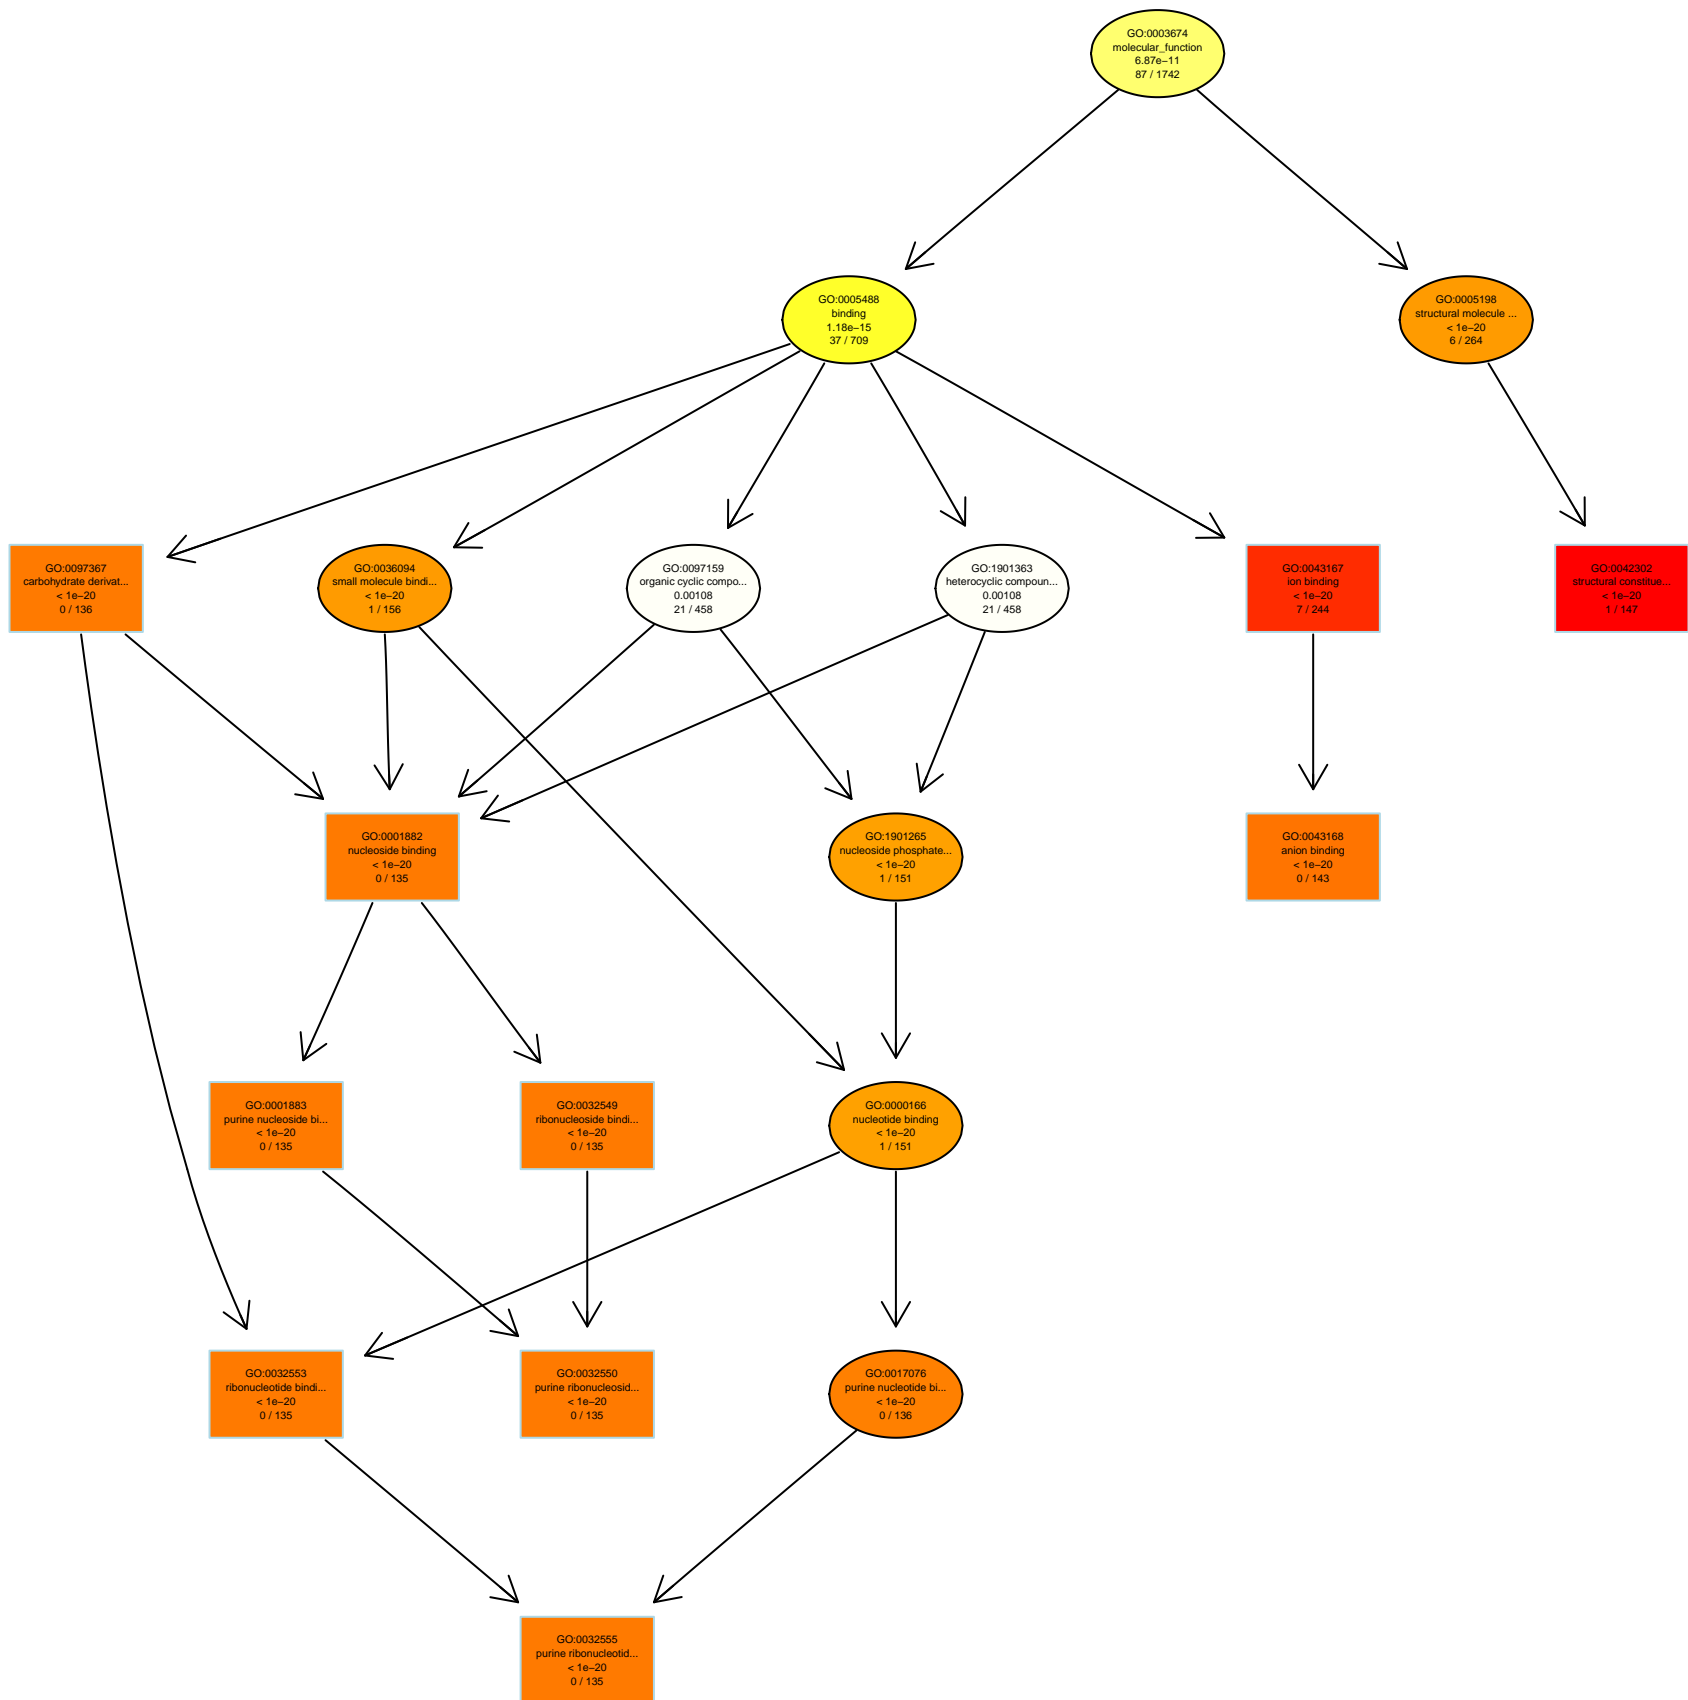 GO:0003674
molecular_function
6.87e−11
87 / 1742
GO:0005488
binding
1.18e−15
37 / 709
GO:0005198
structural molecule ...
< 1e−20
6 / 264
GO:0097367
carbohydrate derivat...
< 1e−20
0 / 136
GO:0036094
small molecule bindi...
< 1e−20
1 / 156
GO:0097159
organic cyclic compo...
0.00108
21 / 458
GO:1901363
heterocyclic compoun...
0.00108
21 / 458
GO:0043167
ion binding
< 1e−20
7 / 244
GO:0042302
structural constitue...
< 1e−20
1 / 147
GO:0001882
nucleoside binding
< 1e−20
0 / 135
GO:1901265
nucleoside phosphate...
< 1e−20
1 / 151
GO:0043168
anion binding
< 1e−20
0 / 143
GO:0001883
purine nucleoside bi...
< 1e−20
0 / 135
GO:0032549
ribonucleoside bindi...
< 1e−20
0 / 135
GO:0000166
nucleotide binding
< 1e−20
1 / 151
GO:0032553
ribonucleotide bindi...
< 1e−20
0 / 135
GO:0032550
purine ribonucleosid...
< 1e−20
0 / 135
GO:0017076
purine nucleotide bi...
< 1e−20
0 / 136
GO:0032555
purine ribonucleotid...
< 1e−20
0 / 135